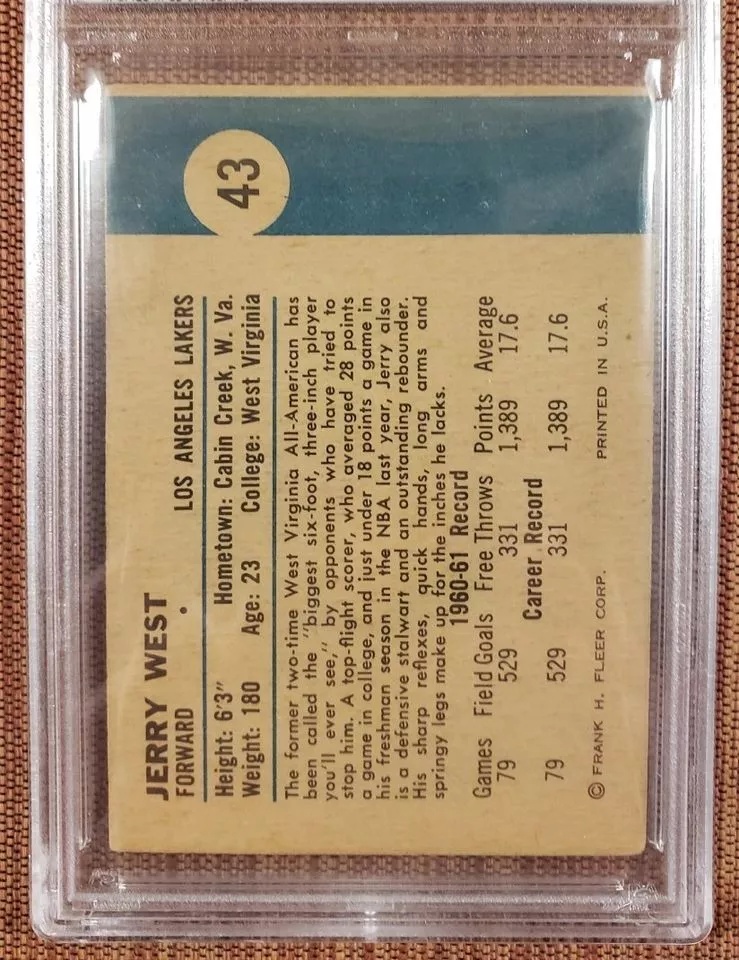 43
JERRY WEST
FORWARD LOS ANGELES LAKERS
Height: 6'3" Hometown: Cabin Creek, W. Va.
Weight: 180 Age: 23 College: West Virginia
The former two-time West Virginia All-American has
been called the "biggest six-foot, three-inch player
you'll ever see," by opponents who have tried to
stop him. A top-flight scorer, who averaged 28 points
a game in college, and just under 18 points a game in
his freshman season in the NBA last year, Jerry also
is a defensive stalwart and an outstanding rebounder.
His sharp reflexes, quick hands, long arms and
springy legs make up for the inches he lacks.
1960-61 Record
Games Field Goals Free Throws Points Average
79 529 331 1,389 17.6
Career Record
79 529 331 1,389 17.6
© FRANK H. FLEER CORP. PRINTED IN U.S.A.